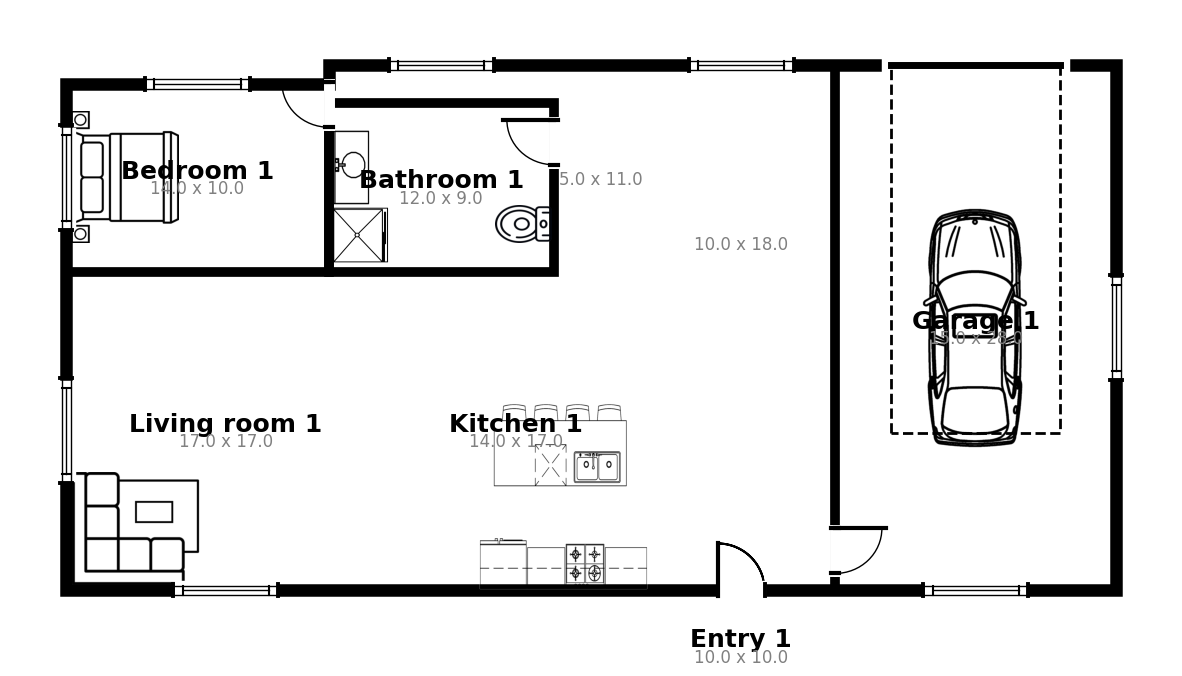 Bedroom 1
14.0 x 10.0
Bathroom 1
12.0 x 9.0
5.0 x 11.0
10.0 x 18.0
Garage 1
15.0 x 28.0
Living room 1
17.0 x 17.0
Kitchen 1
14.0 x 17.0
Entry 1
10.0 x 10.0